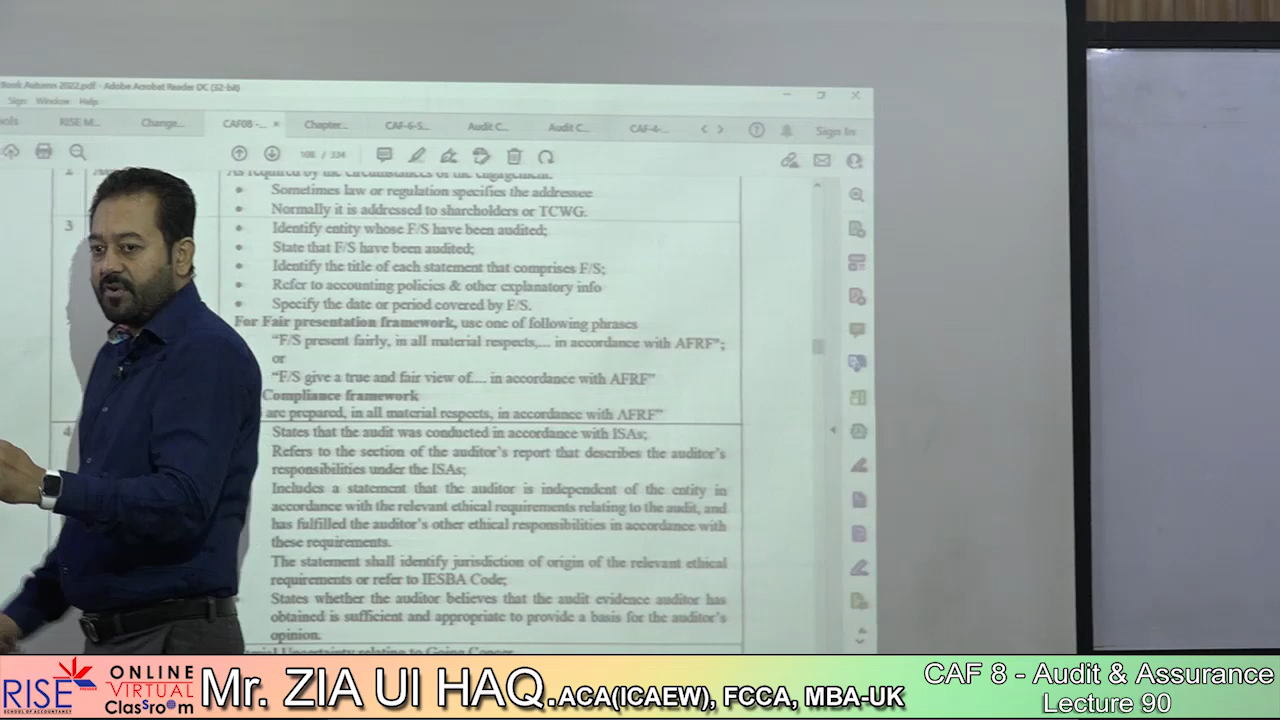 Book Autumn 2022.pdf - Adobe Acrobat Reader DC (32-bit)
Sign Window Help
ols RISE M... Change... CAF08 -... × Chapter... CAF-6-S... Audit C... Audit C... CAF-4-... Sign In
108 / 334
As required by the circumstances of the engagement.
• Sometimes law or regulation specifies the addressee
• Normally it is addressed to shareholders or TCWG.
3 • Identify entity whose F/S have been audited;
• State that F/S have been audited;
• Identify the title of each statement that comprises F/S;
• Refer to accounting policies & other explanatory info
• Specify the date or period covered by F/S.
For Fair presentation framework, use one of following phrases
"F/S present fairly, in all material respects,... in accordance with AFRF";
or
"F/S give a true and fair view of.... in accordance with AFRF"
Compliance framework
are prepared, in all material respects, in accordance with AFRF"
4 States that the audit was conducted in accordance with ISAs;
Refers to the section of the auditor's report that describes the auditor's
responsibilities under the ISAs;
Includes a statement that the auditor is independent of the entity in
accordance with the relevant ethical requirements relating to the audit, and
has fulfilled the auditor's other ethical responsibilities in accordance with
these requirements.
The statement shall identify jurisdiction of origin of the relevant ethical
requirements or refer to IESBA Code;
States whether the auditor believes that the audit evidence auditor has
obtained is sufficient and appropriate to provide a basis for the auditor's
opinion.
Uncertainty relating to Going Concer
RISE
SCHOOL OF ACCOUNTANCY
ONLINE
VIRTUAL
ClasSroom
Mr. ZIA Ul HAQ. ACA(ICAEW), FCCA, MBA-UK
CAF 8 - Audit & Assurance
Lecture 90